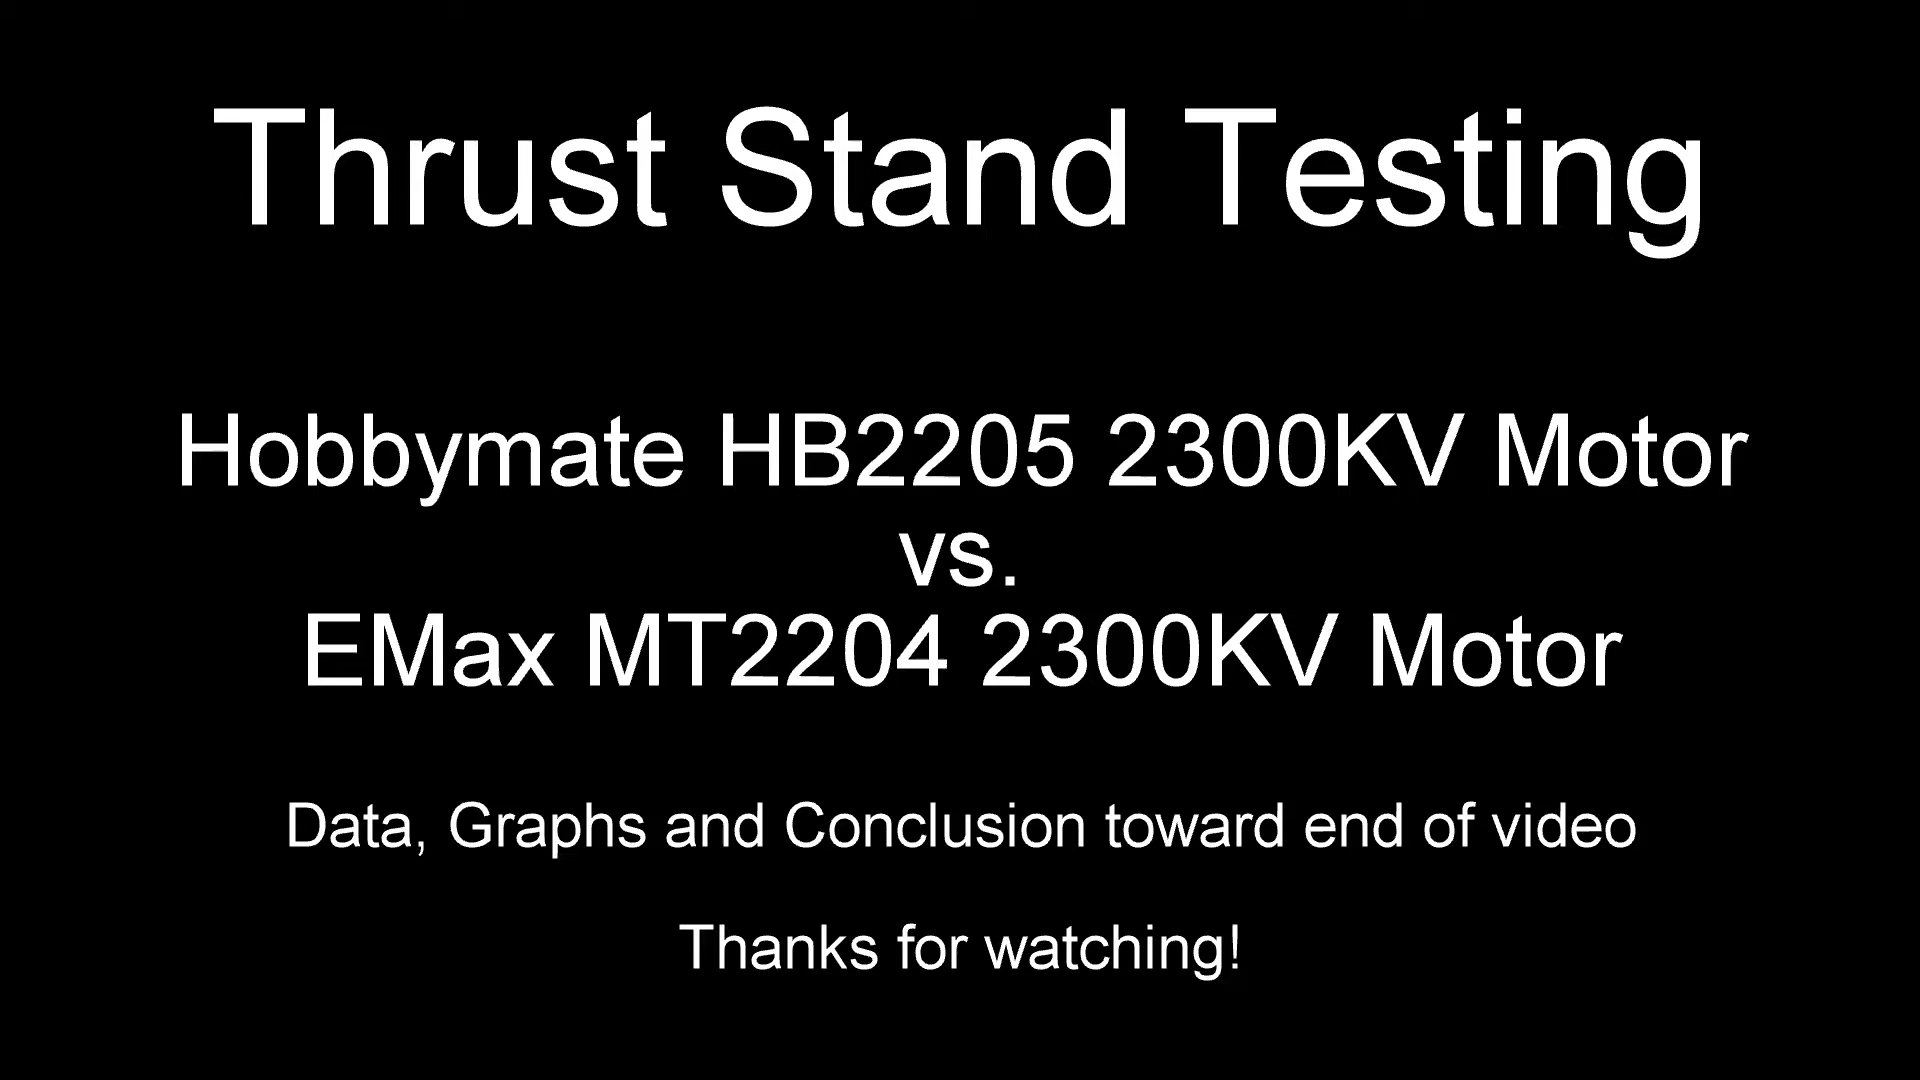 Thrust Stand Testing
Hobbymate HB2205 2300KV Motor
vs.
EMax MT2204 2300KV Motor
Data, Graphs and Conclusion toward end of video
Thanks for watching!